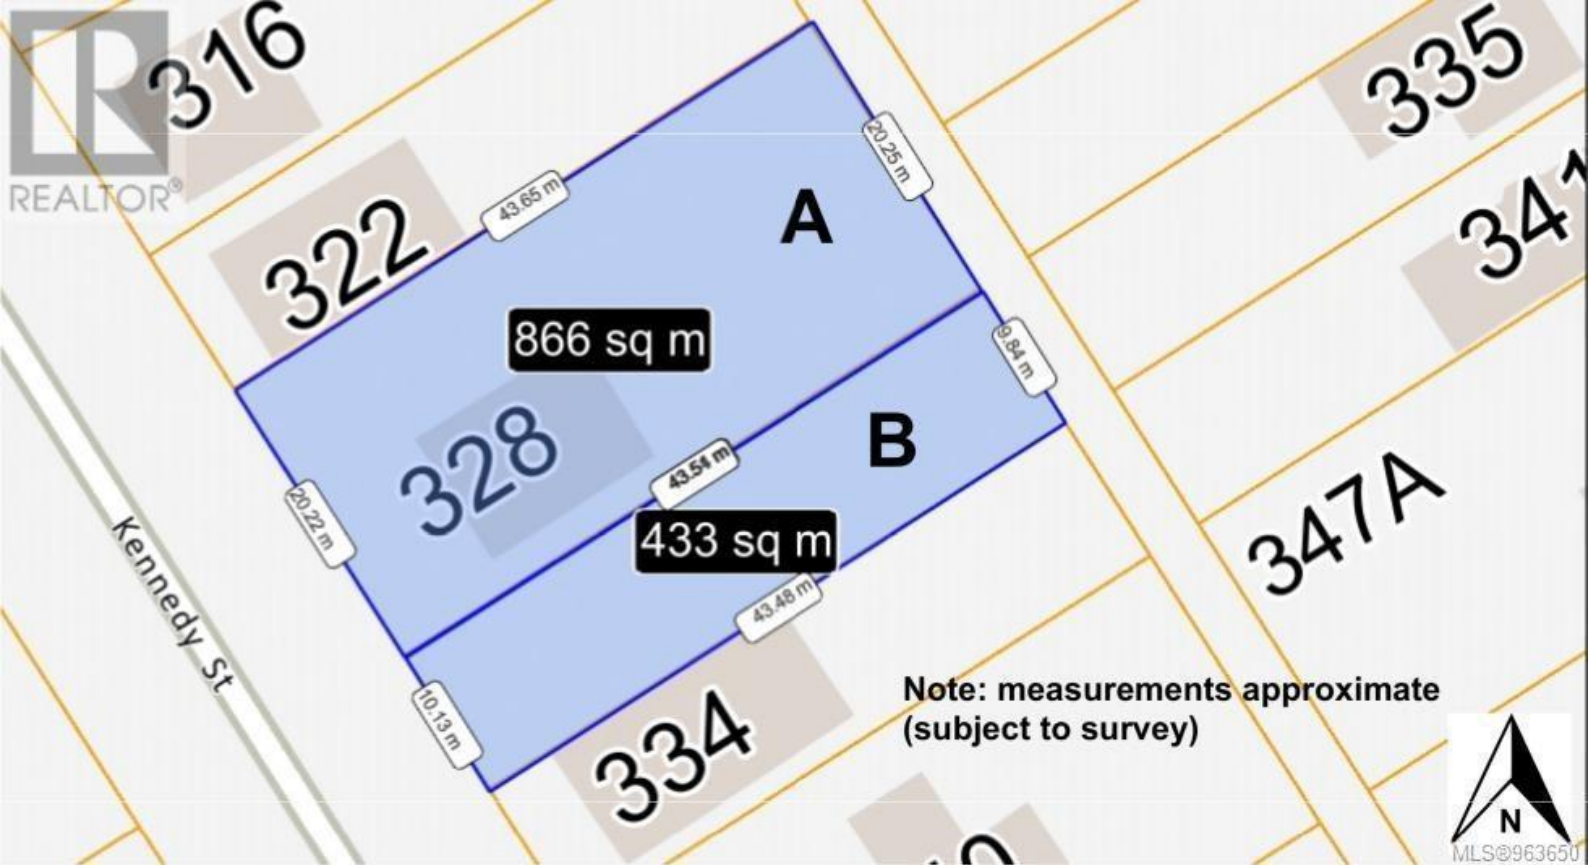 REALTOR®
316
335
322
341
43.65 m
20.25 m
A
866 sq m
9.84 m
328
B
43.54 m
433 sq m
20.22 m
347A
43.48 m
Kennedy St
10.13 m
334
Note: measurements approximate
(subject to survey)
N
MLS®963650